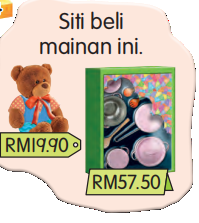 Siti beli
mainan ini.
RM19.90
RM57.50